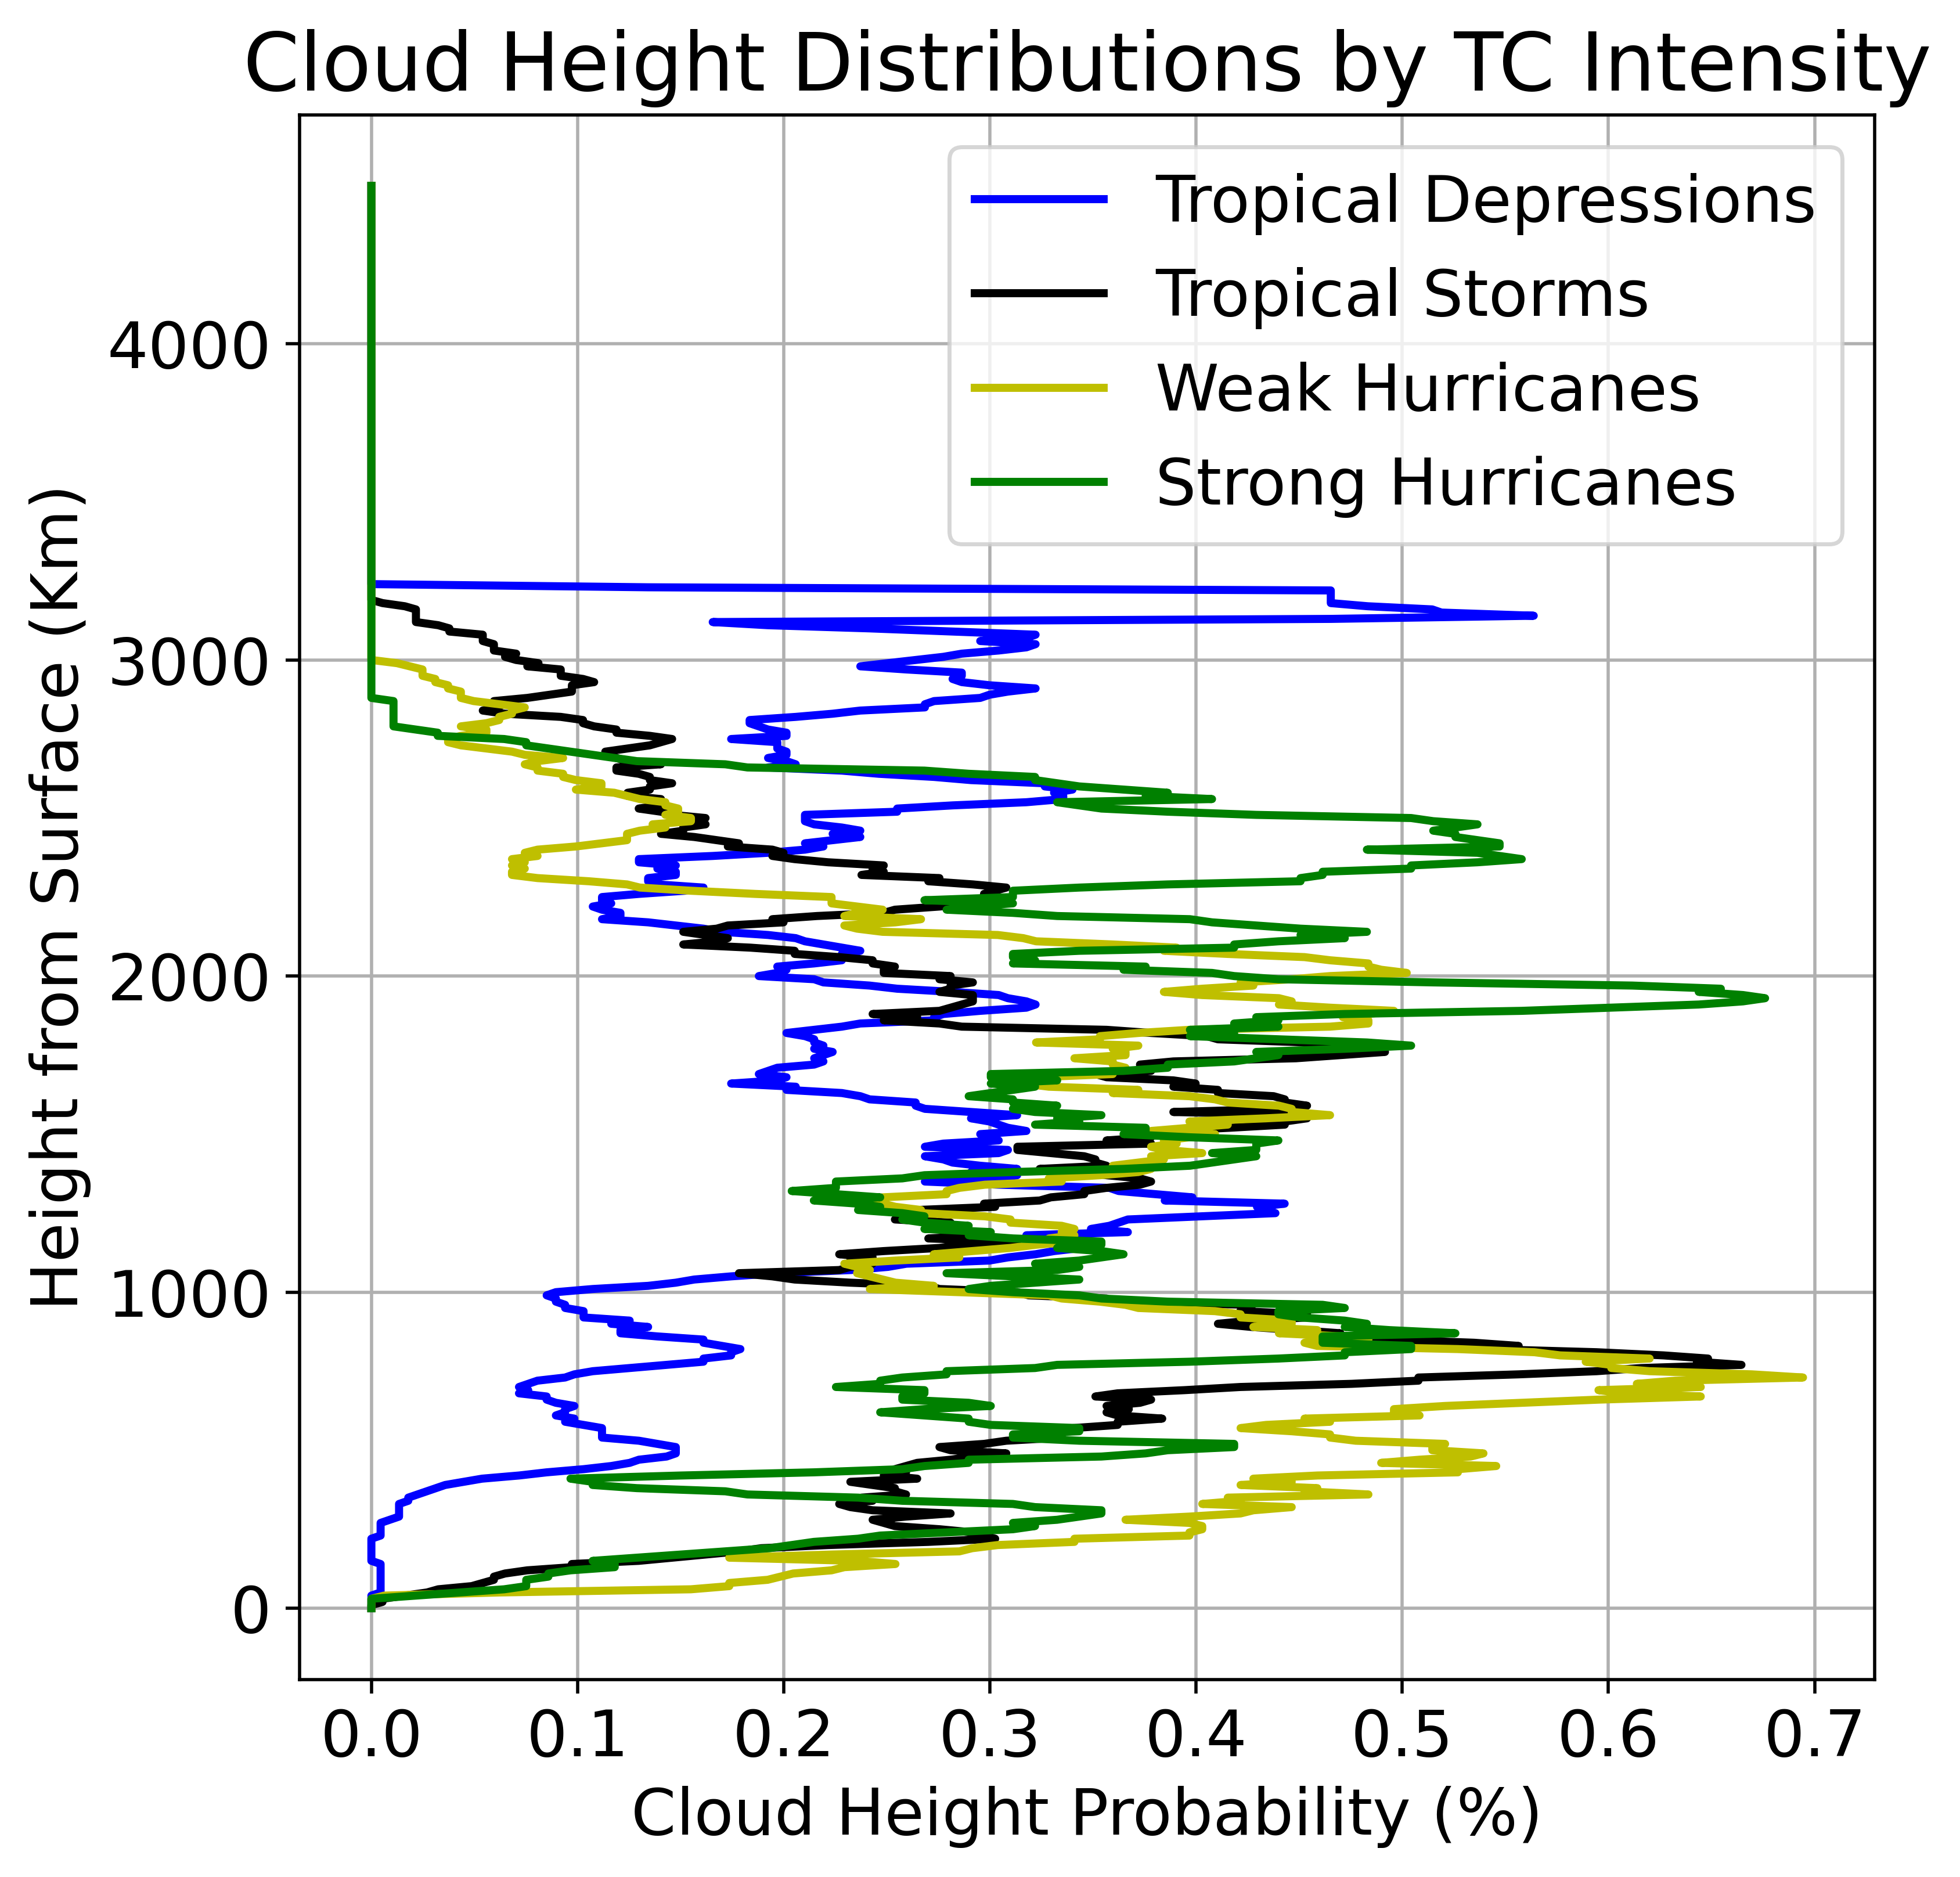 Cloud Height Distributions by TC Intensity
Tropical Depressions
Tropical Storms
Weak Hurricanes
Strong Hurricanes
Height from Surface (Km)
4000
3000
2000
1000
0
0.0 0.1 0.2 0.3 0.4 0.5 0.6 0.7
Cloud Height Probability (%)